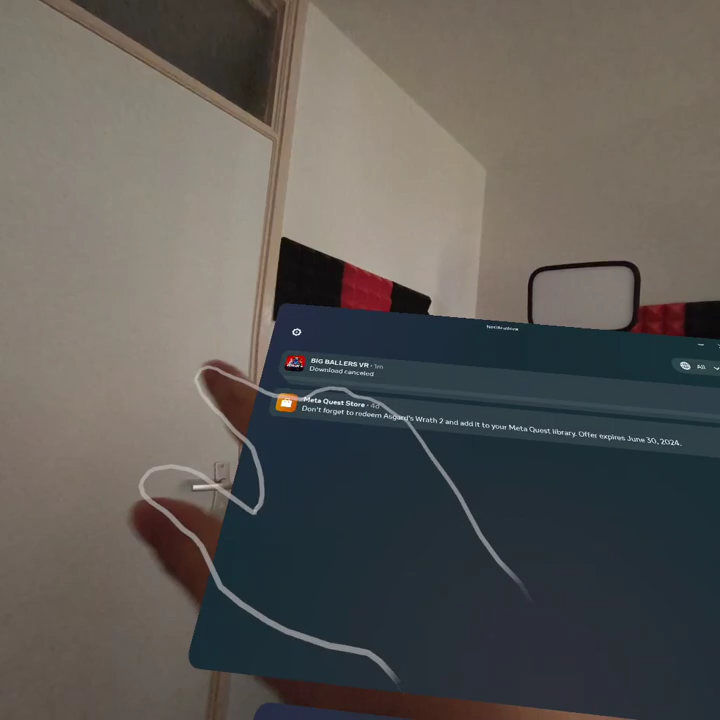 Notifications
BIG BALLERS VR · 1m
Download canceled
All
Meta Quest Store · 4d
Don't forget to redeem Asgard's Wrath 2 and add it to your Meta Quest library. Offer expires June 30, 2024.